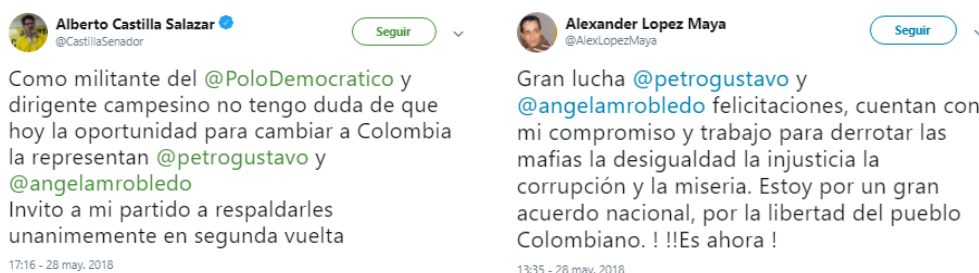 Alberto Castilla Salazar
@CastillaSenador
Seguir
Como militante del @PoloDemocratico y
dirigente campesino no tengo duda de que
hoy la oportunidad para cambiar a Colombia
la representan @petrogustavo y
@angelamrobledo
Invito a mi partido a respaldarles
unanimemente en segunda vuelta
17:16 - 28 may. 2018
Alexander Lopez Maya
@AlexLopezMaya
Seguir
Gran lucha @petrogustavo y
@angelamrobledo felicitaciones, cuentan con
mi compromiso y trabajo para derrotar las
mafias la desigualdad la injusticia la
corrupción y la miseria. Estoy por un gran
acuerdo nacional, por la libertad del pueblo
Colombiano. ! !!Es ahora !
13:35 - 28 may. 2018